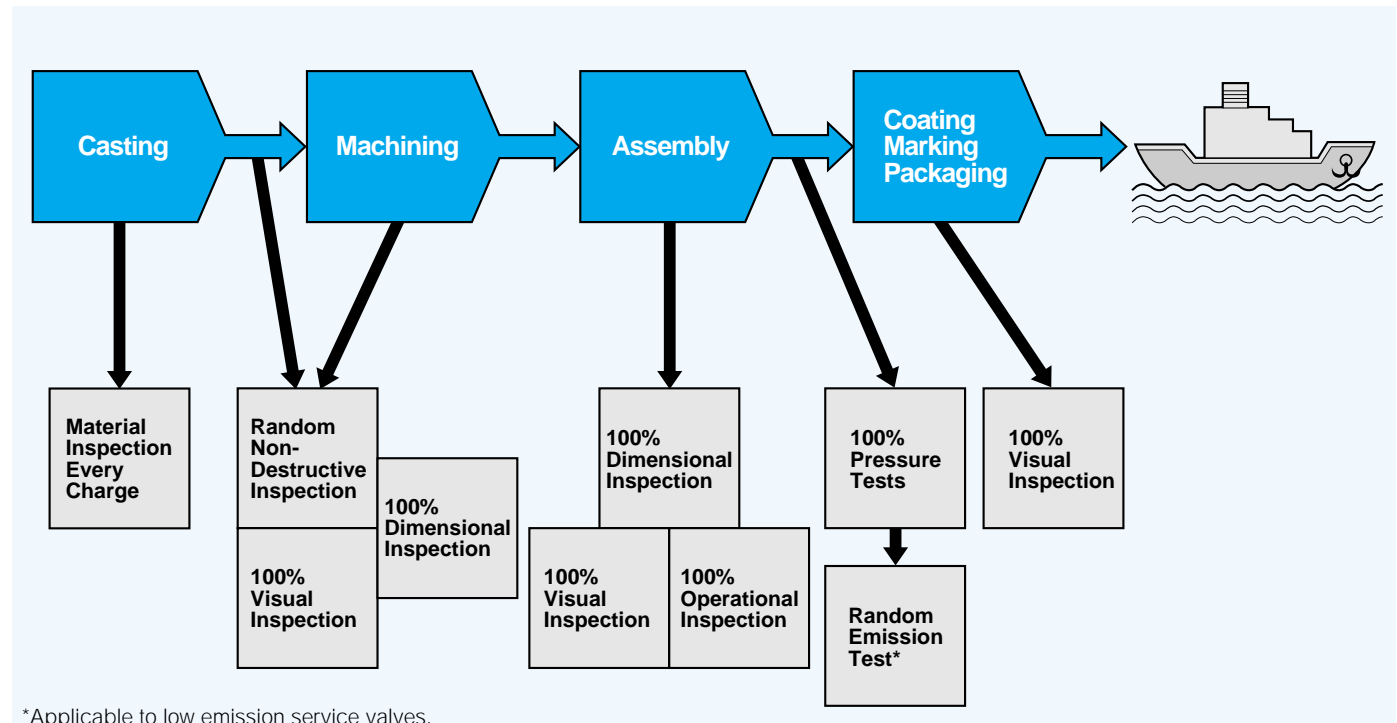 Casting
Machining
Assembly
Coating
Marking
Packaging
Material
Inspection
Every
Charge
Random
Non-
Destructive
Inspection
100%
Dimensional
Inspection
100%
Visual
Inspection
100%
Dimensional
Inspection
100%
Visual
Inspection
100%
Operational
Inspection
100%
Pressure
Tests
Random
Emission
Test*
100%
Visual
Inspection
*Applicable to low emission service valves.